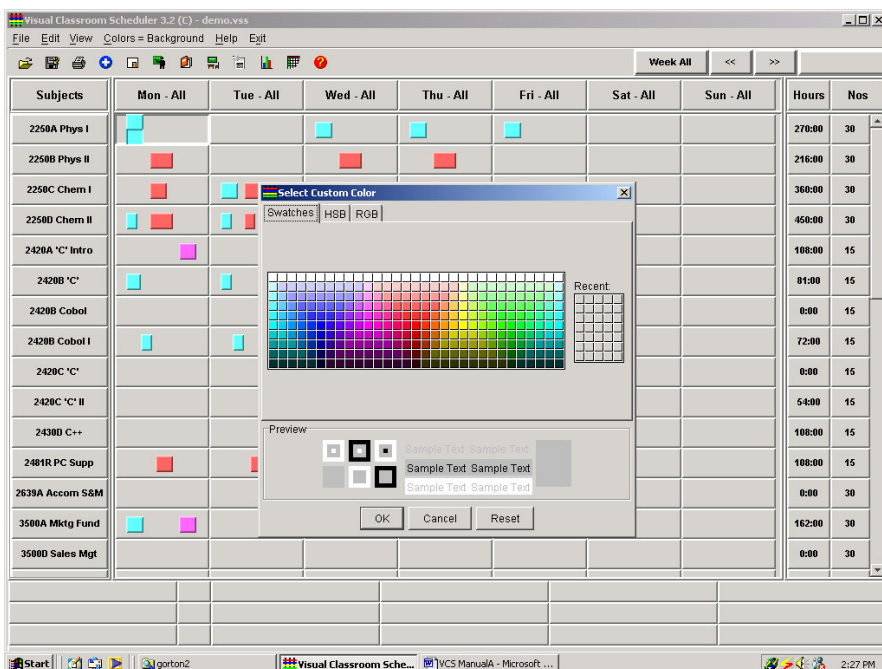 Visual Classroom Scheduler 3.2 (C) - demo.vss
File Edit View Colors = Background Help Exit
Week All << >>
Subjects Mon - All Tue - All Wed - All Thu - All Fri - All Sat - All Sun - All Hours Nos
2250A Phys I 270:00 30
2250B Phys II 216:00 30
2250C Chem I 360:00 30
2250D Chem II 450:00 30
2420A 'C' Intro 108:00 15
2420B 'C' 81:00 15
2420B Cobol 0:00 15
2420B Cobol I 72:00 15
2420C 'C' 0:00 15
2420C 'C' II 54:00 15
2430D C++ 108:00 15
2481R PC Supp 108:00 15
2639A Accom S&M 0:00 30
3500A Mktg Fund 162:00 30
3500D Sales Mgt 0:00 30
Select Custom Color
Swatches HSB RGB
Recent:
Preview
Sample Text Sample Text
Sample Text Sample Text
Sample Text Sample Text
OK Cancel Reset
Start gorton2 Visual Classroom Sche... VCS ManualA - Microsoft ... 2:27 PM